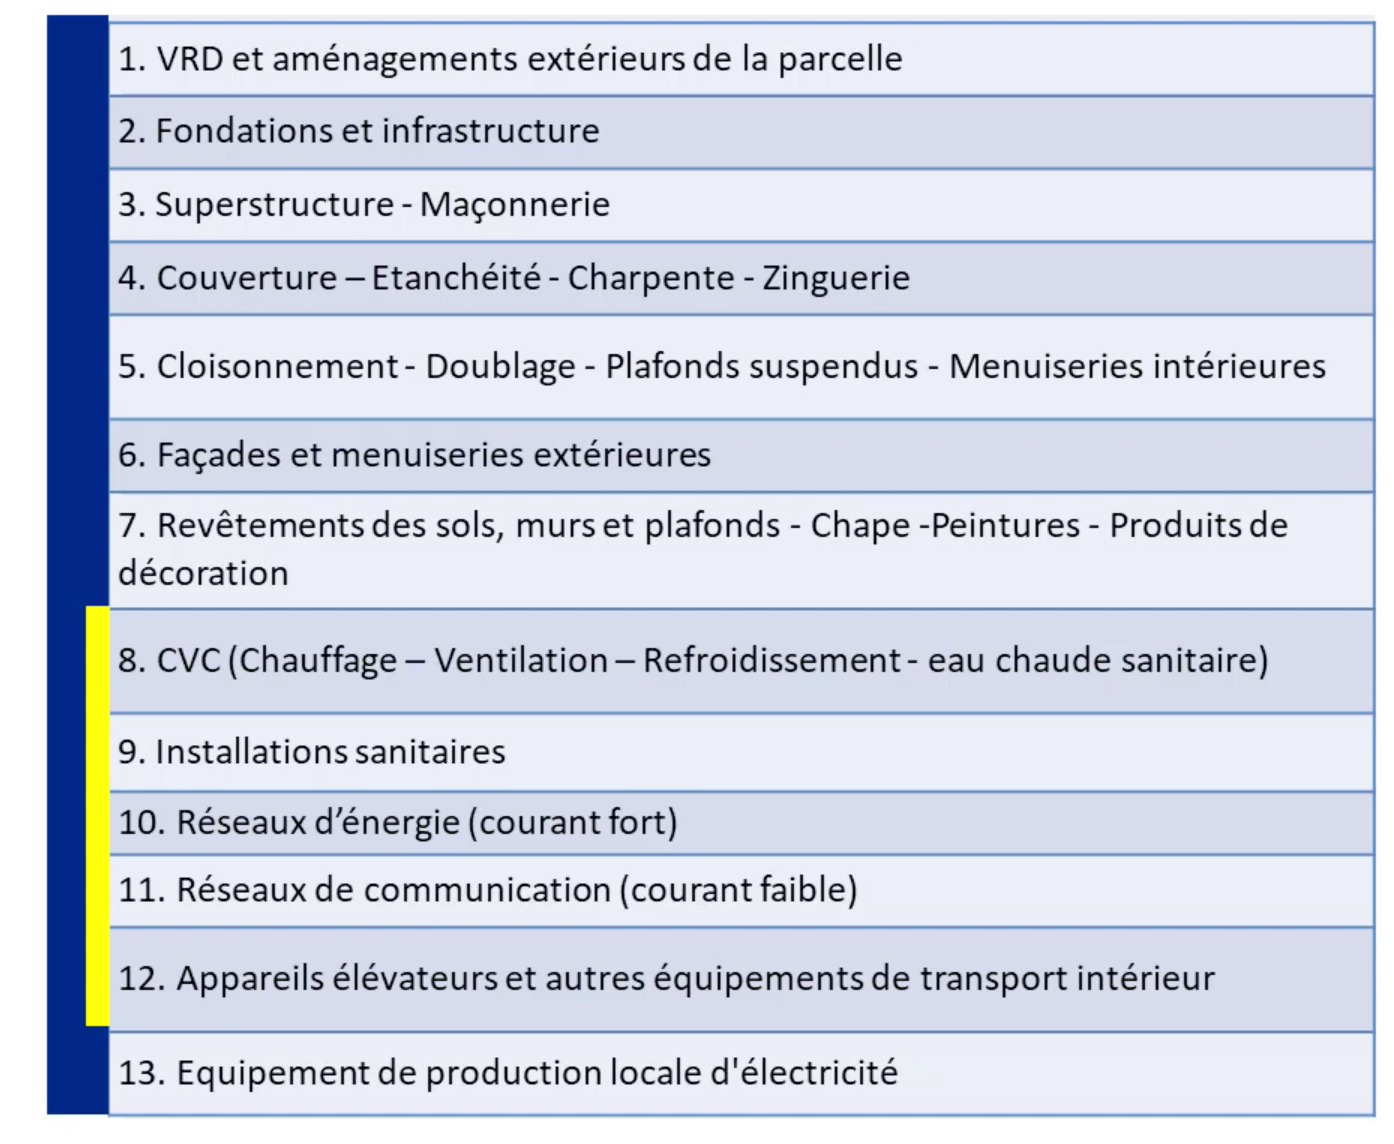 1. VRD et aménagements extérieurs de la parcelle
2. Fondations et infrastructure
3. Superstructure - Maçonnerie
4. Couverture – Etanchéité - Charpente - Zinguerie
5. Cloisonnement - Doublage - Plafonds suspendus - Menuiseries intérieures
6. Façades et menuiseries extérieures
7. Revêtements des sols, murs et plafonds - Chape -Peintures - Produits de
décoration
8. CVC (Chauffage – Ventilation – Refroidissement - eau chaude sanitaire)
9. Installations sanitaires
10. Réseaux d’énergie (courant fort)
11. Réseaux de communication (courant faible)
12. Appareils élévateurs et autres équipements de transport intérieur
13. Equipement de production locale d'électricité